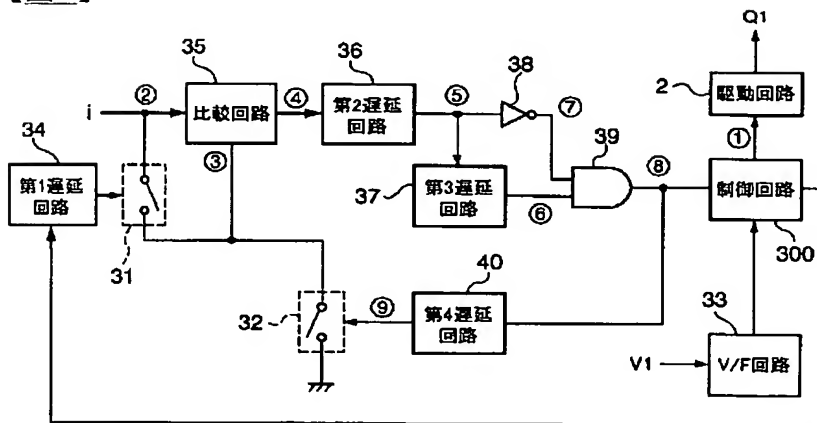 Q1
35
36
38
2
駆動回路
i
②
比較回路
④
第2遅延
回路
⑤
⑦
39
①
34
③
⑧
第1遅延
回路
37
第3遅延
回路
⑥
制御回路
31
300
40
32
⑨
第4遅延
回路
33
V1
V/F回路